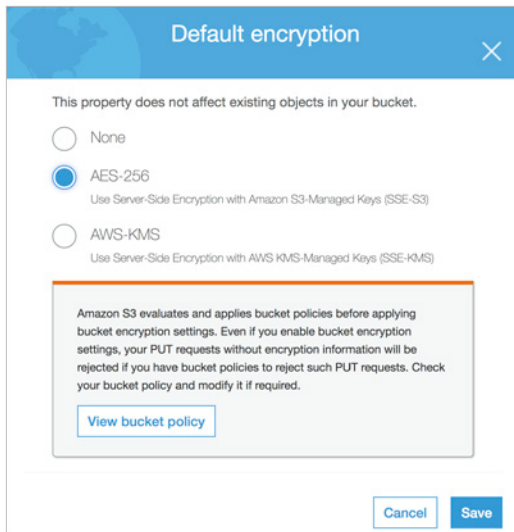 Default encryption
This property does not affect existing objects in your bucket.
None
AES-256
Use Server-Side Encryption with Amazon S3-Managed Keys (SSE-S3)
AWS-KMS
Use Server-Side Encryption with AWS KMS-Managed Keys (SSE-KMS)
Amazon S3 evaluates and applies bucket policies before applying
bucket encryption settings. Even if you enable bucket encryption
settings, your PUT requests without encryption information will be
rejected if you have bucket policies to reject such PUT requests. Check
your bucket policy and modify it if required.
View bucket policy
Cancel Save